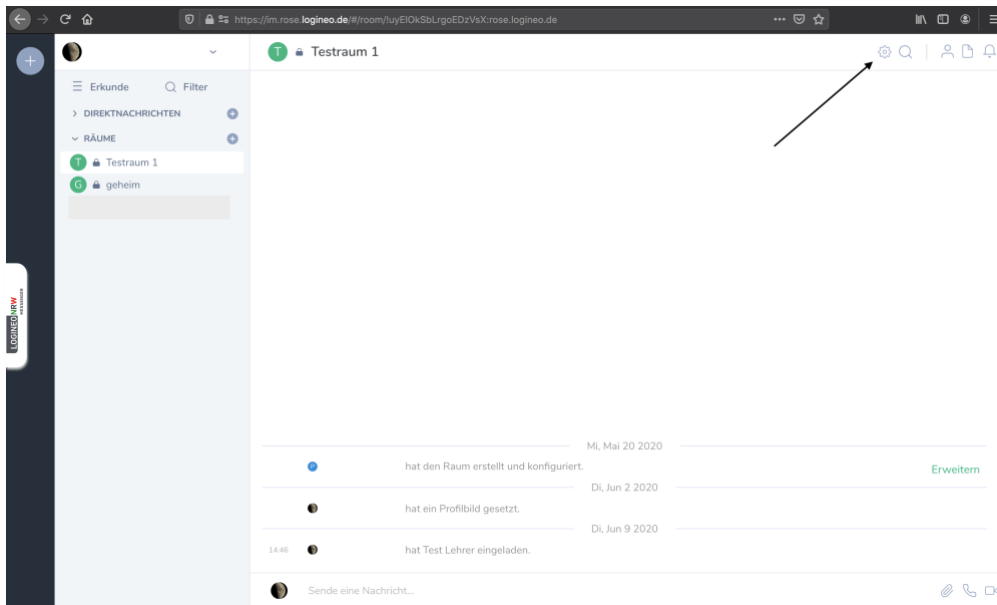 https://im.rose.logineo.de/#/room/!uyEIOkSbLrgoEDzVsX:rose.logineo.de
T Testraum 1
Erkunde Filter
DIREKTNACHRICHTEN
RÄUME
T Testraum 1
G geheim
LOGINEO NRW
MESSENGER
Mi, Mai 20 2020
P hat den Raum erstellt und konfiguriert.
Erweitern
Di, Jun 2 2020
hat ein Profilbild gesetzt.
Di, Jun 9 2020
14:46 hat Test Lehrer eingeladen.
Sende eine Nachricht...